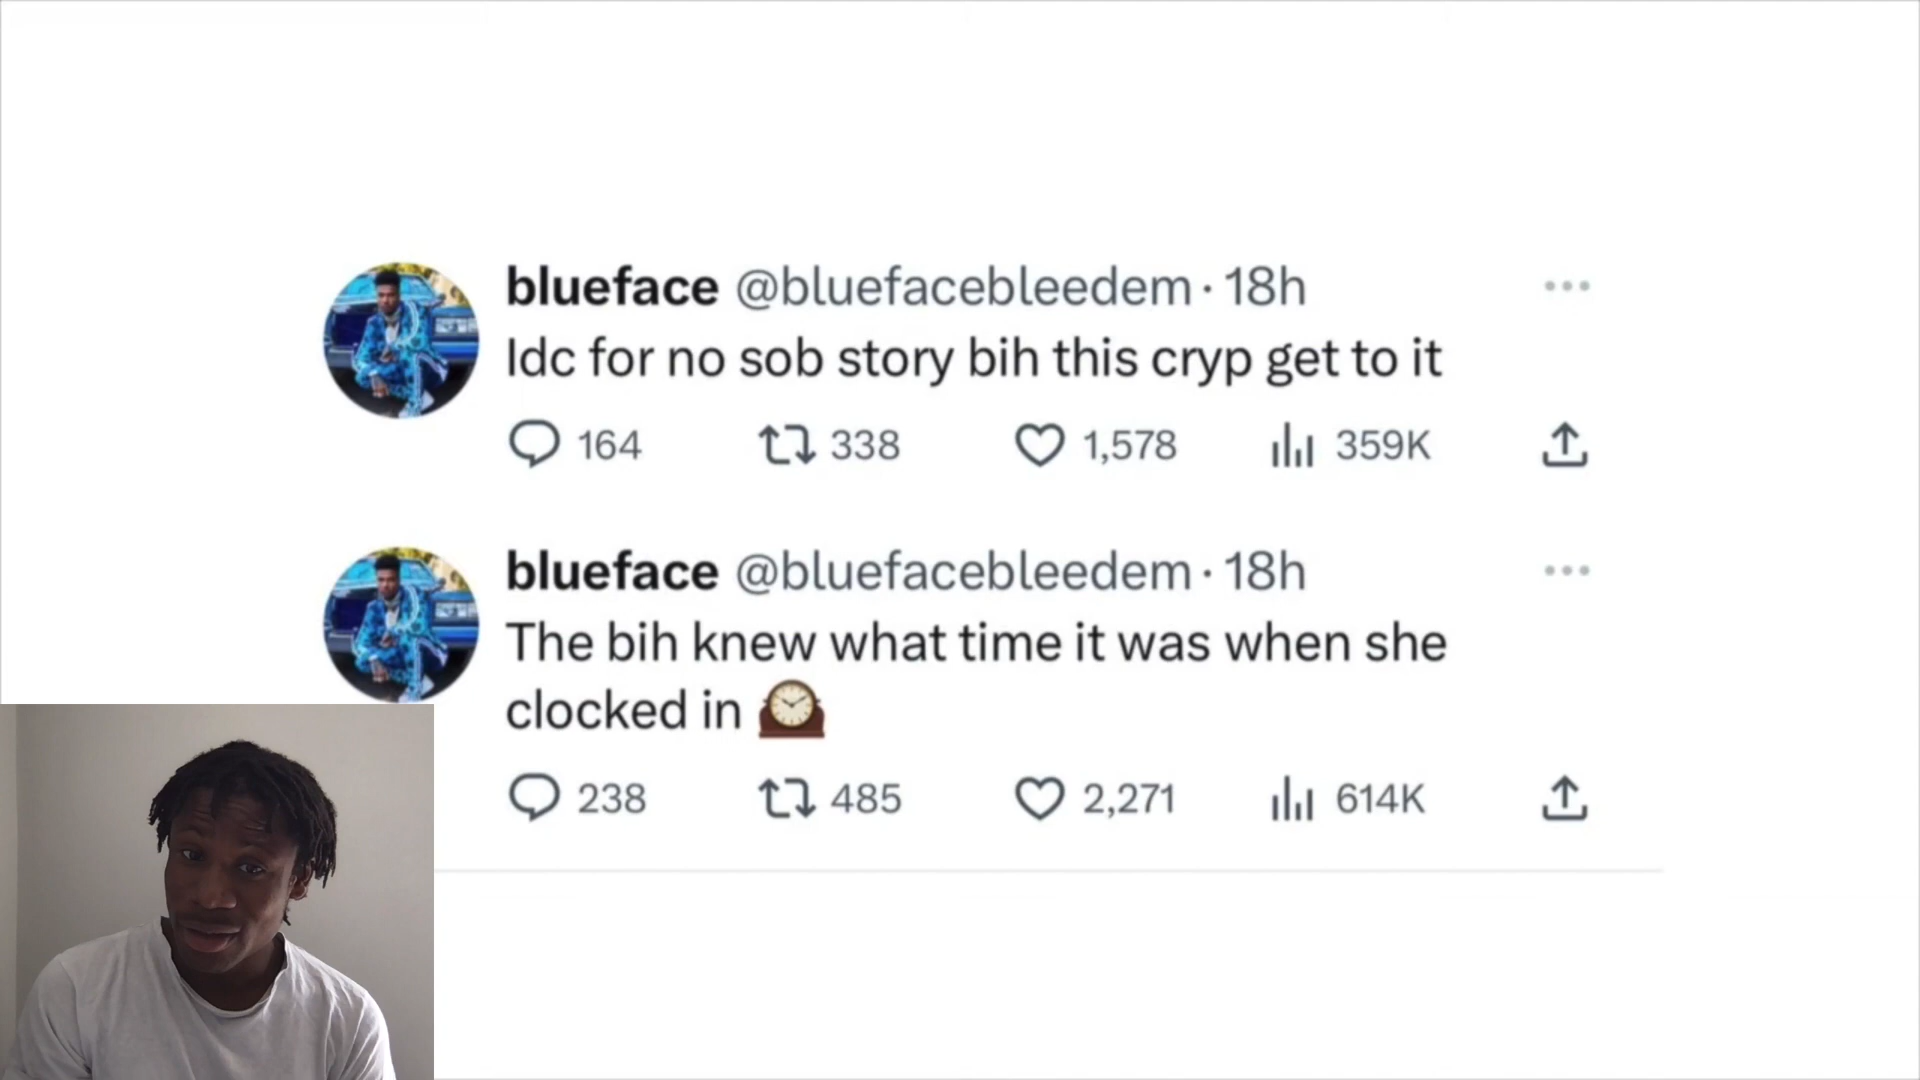 blueface @bluefacebleedem · 18h
Idc for no sob story bih this cryp get to it
164 338 1,578 359K
blueface @bluefacebleedem · 18h
The bih knew what time it was when she
clocked in 🕰️
238 485 2,271 614K